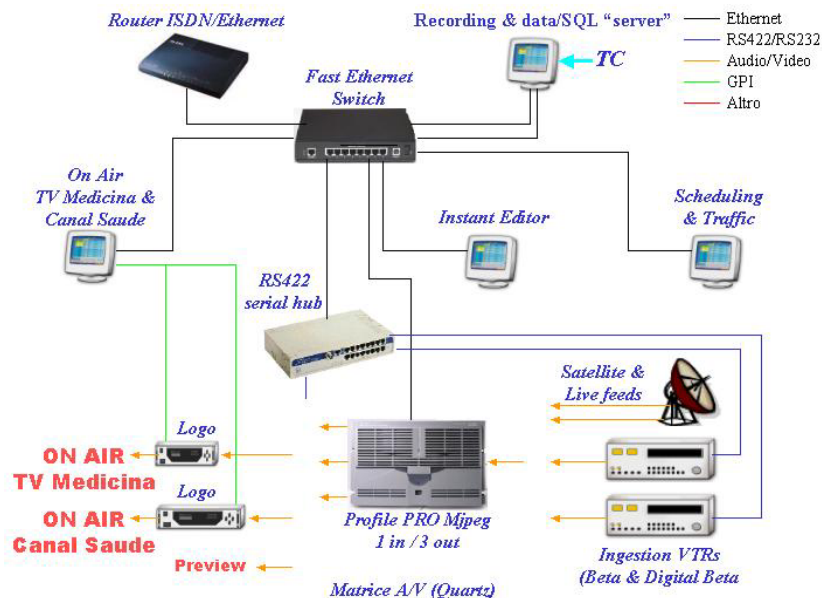 Router ISDN/Ethernet
Recording & data/SQL “server”
TC
Ethernet
RS422/RS232
Audio/Video
GPI
Altro
Fast Ethernet
Switch
On Air
TV Medicina &
Canal Saude
Instant Editor
Scheduling
& Traffic
RS422
serial hub
Satellite &
Live feeds
Logo
ON AIR
TV Medicina
Logo
ON AIR
Canal Saude
Preview
Profile PRO Mjpeg
1 in / 3 out
Ingestion VTRs
(Beta & Digital Beta
Matrice A/V (Quartz)